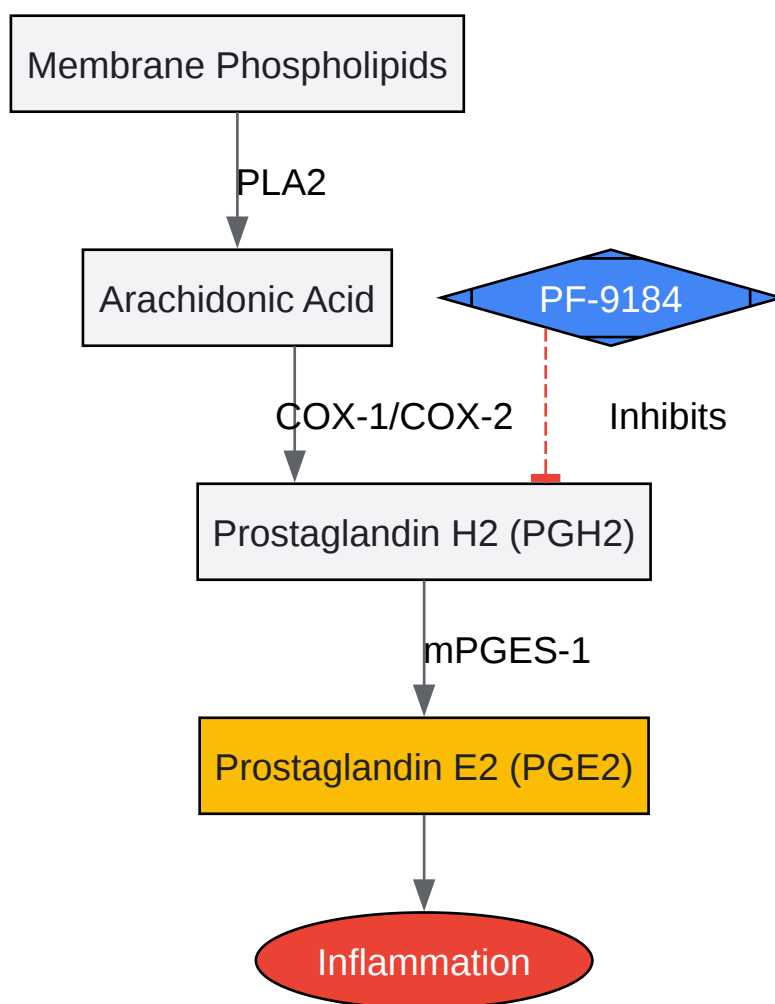 Membrane Phospholipids
PLA2
Arachidonic Acid
PF-9184
COX-1/COX-2
Inhibits
Prostaglandin H2 (PGH2)
mPGES-1
Prostaglandin E2 (PGE2)
Inflammation